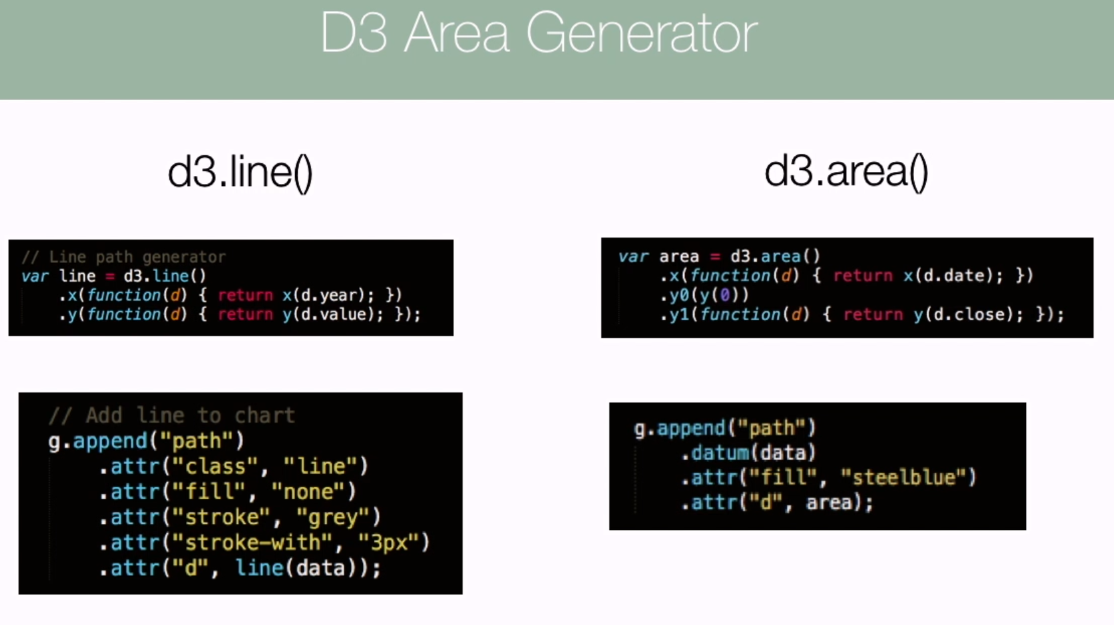 D3 Area Generator
d3.line()
// Line path generator
var line = d3.line()
.x(function(d) { return x(d.year); })
.y(function(d) { return y(d.value); });
// Add line to chart
g.append("path")
.attr("class", "line")
.attr("fill", "none")
.attr("stroke", "grey")
.attr("stroke-with", "3px")
.attr("d", line(data));
d3.area()
var area = d3.area()
.x(function(d) { return x(d.date); })
.y0(y(0))
.y1(function(d) { return y(d.close); });
g.append("path")
.datum(data)
.attr("fill", "steelblue")
.attr("d", area);